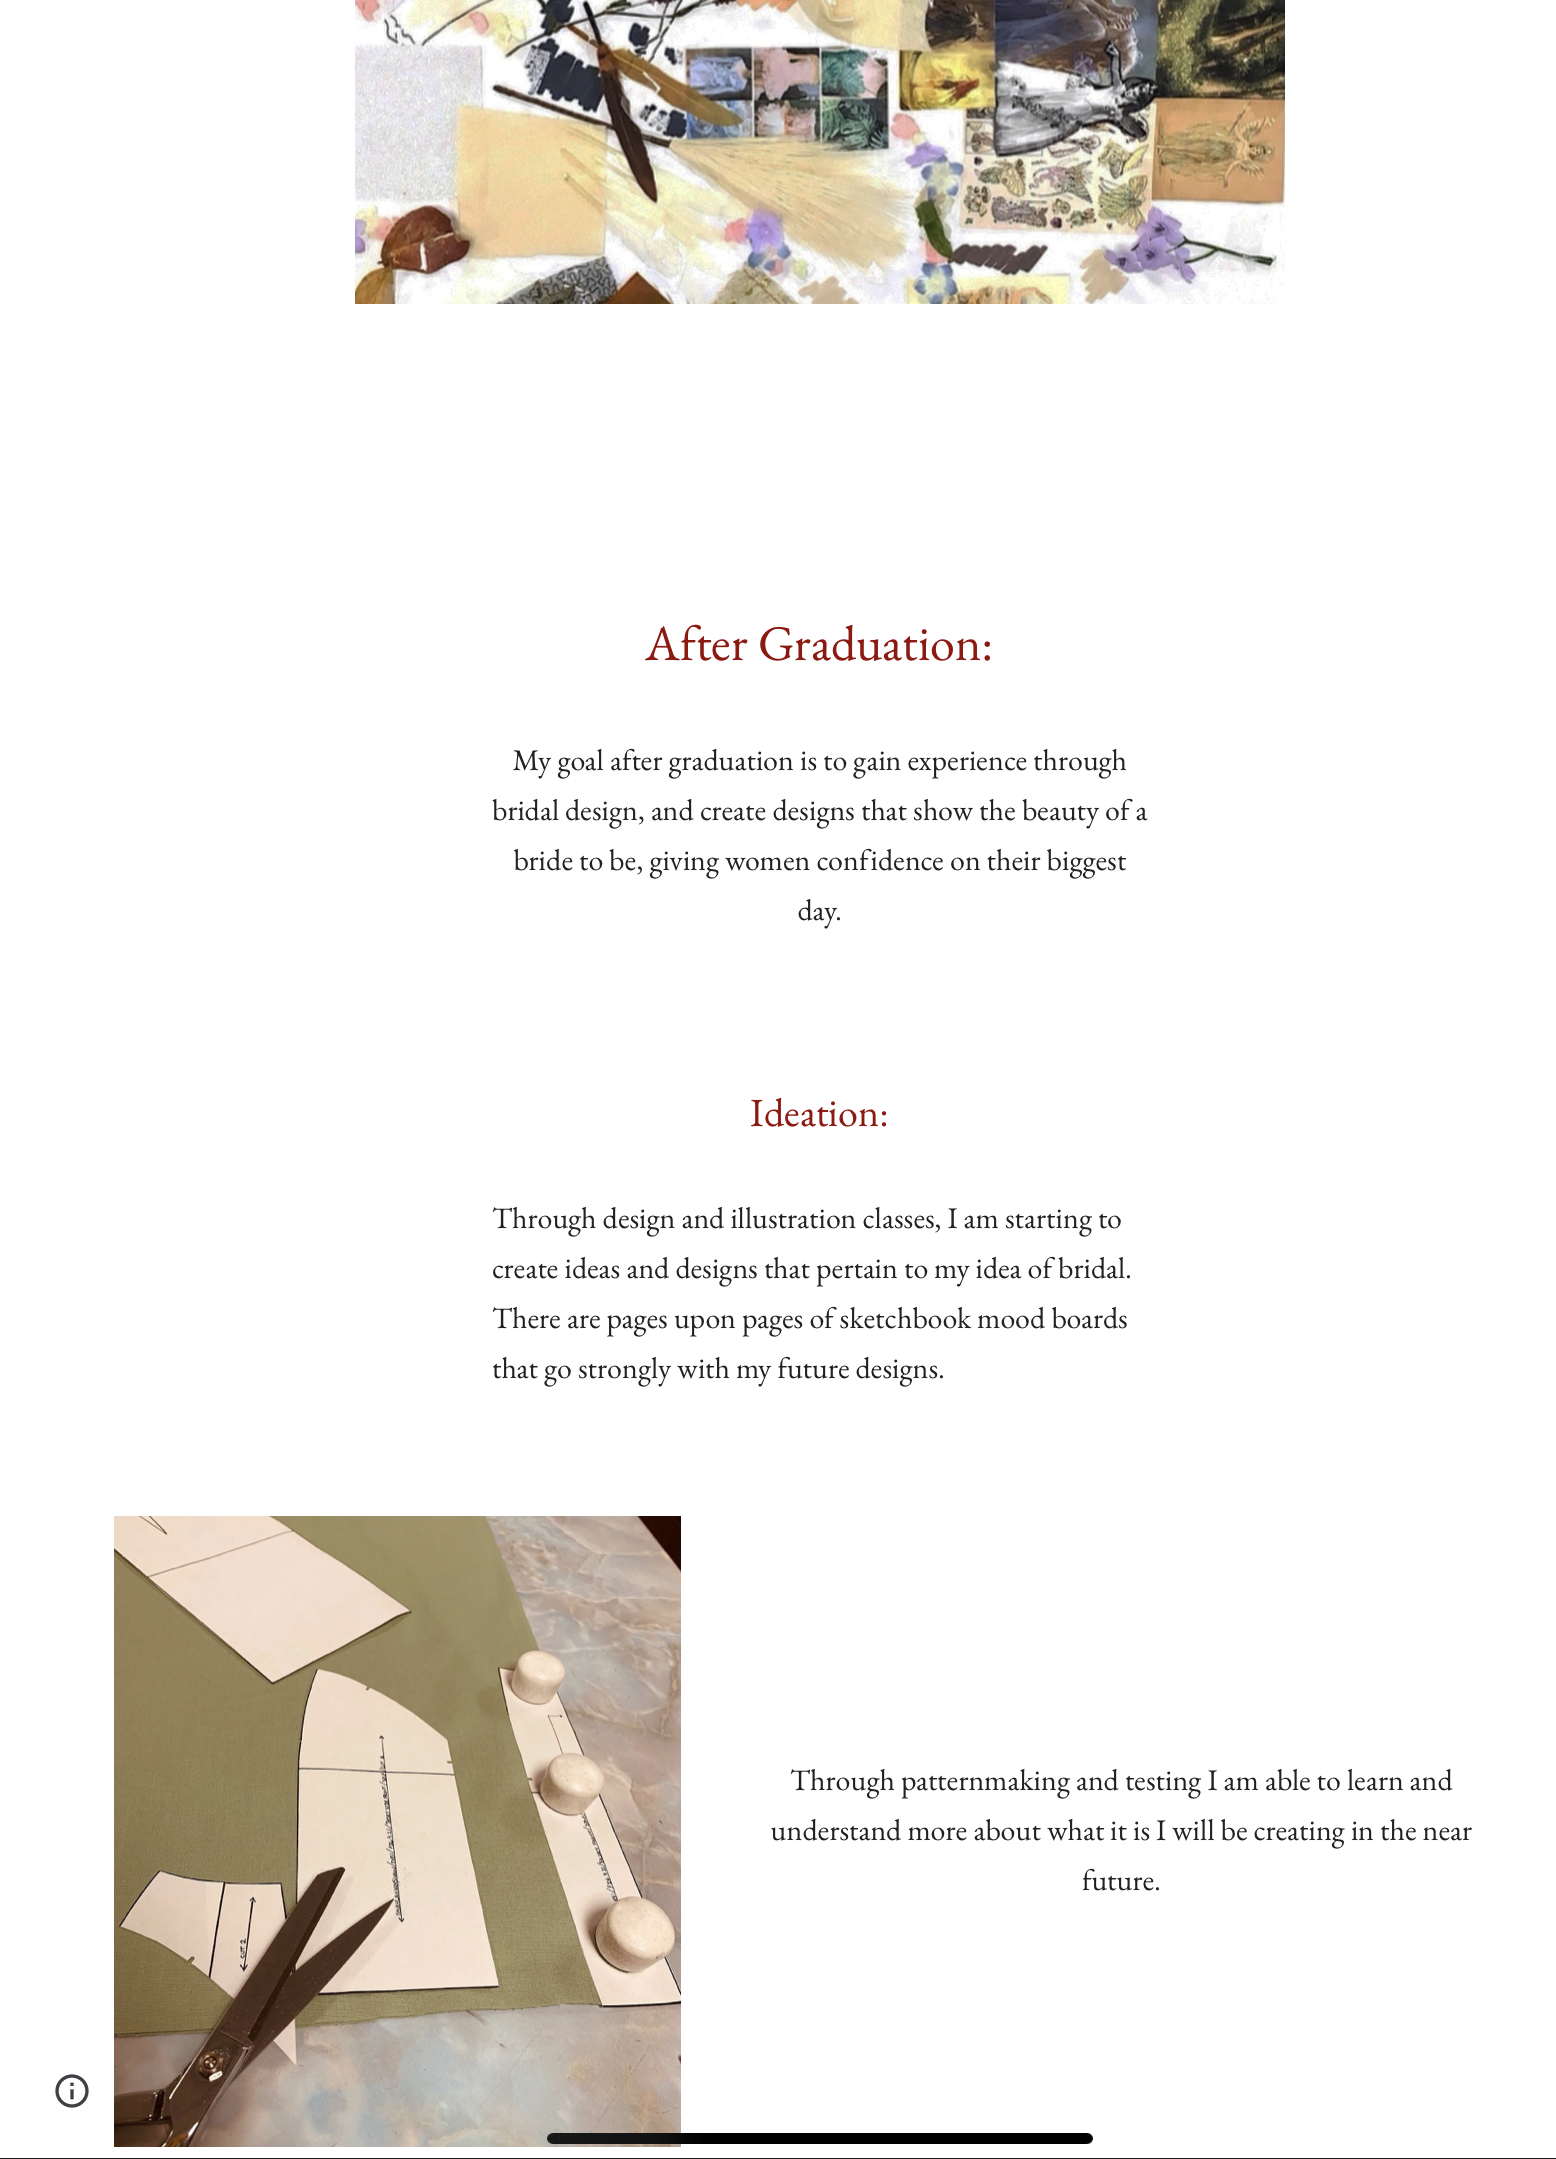 After Graduation:
My goal after graduation is to gain experience through
bridal design, and create designs that show the beauty of a
bride to be, giving women confidence on their biggest
day.
Ideation:
Through design and illustration classes, I am starting to
create ideas and designs that pertain to my idea of bridal.
There are pages upon pages of sketchbook mood boards
that go strongly with my future designs.
Through patternmaking and testing I am able to learn and
understand more about what it is I will be creating in the near
future.